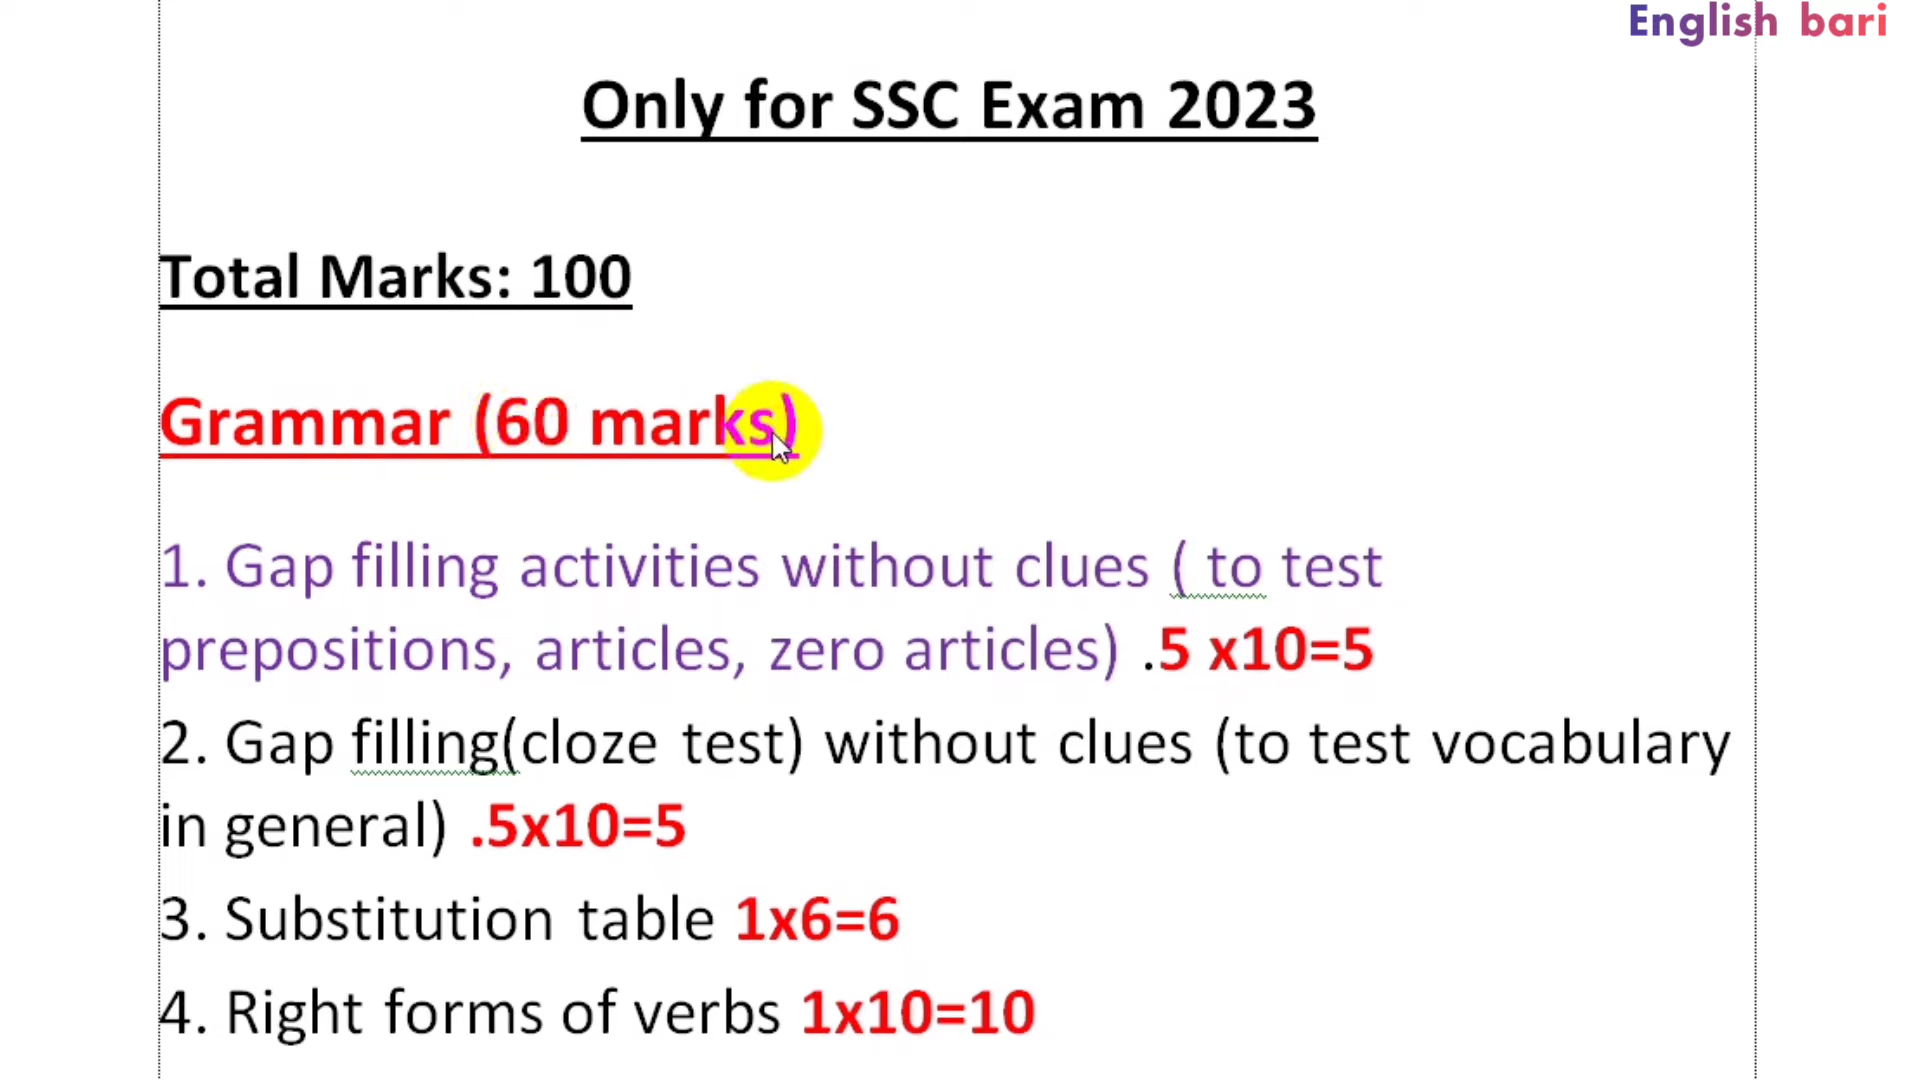 English bari
Only for SSC Exam 2023
Total Marks: 100
Grammar (60 marks)
1. Gap filling activities without clues ( to test
prepositions, articles, zero articles) .5 x10=5
2. Gap filling(cloze test) without clues (to test vocabulary
in general) .5x10=5
3. Substitution table 1x6=6
4. Right forms of verbs 1x10=10